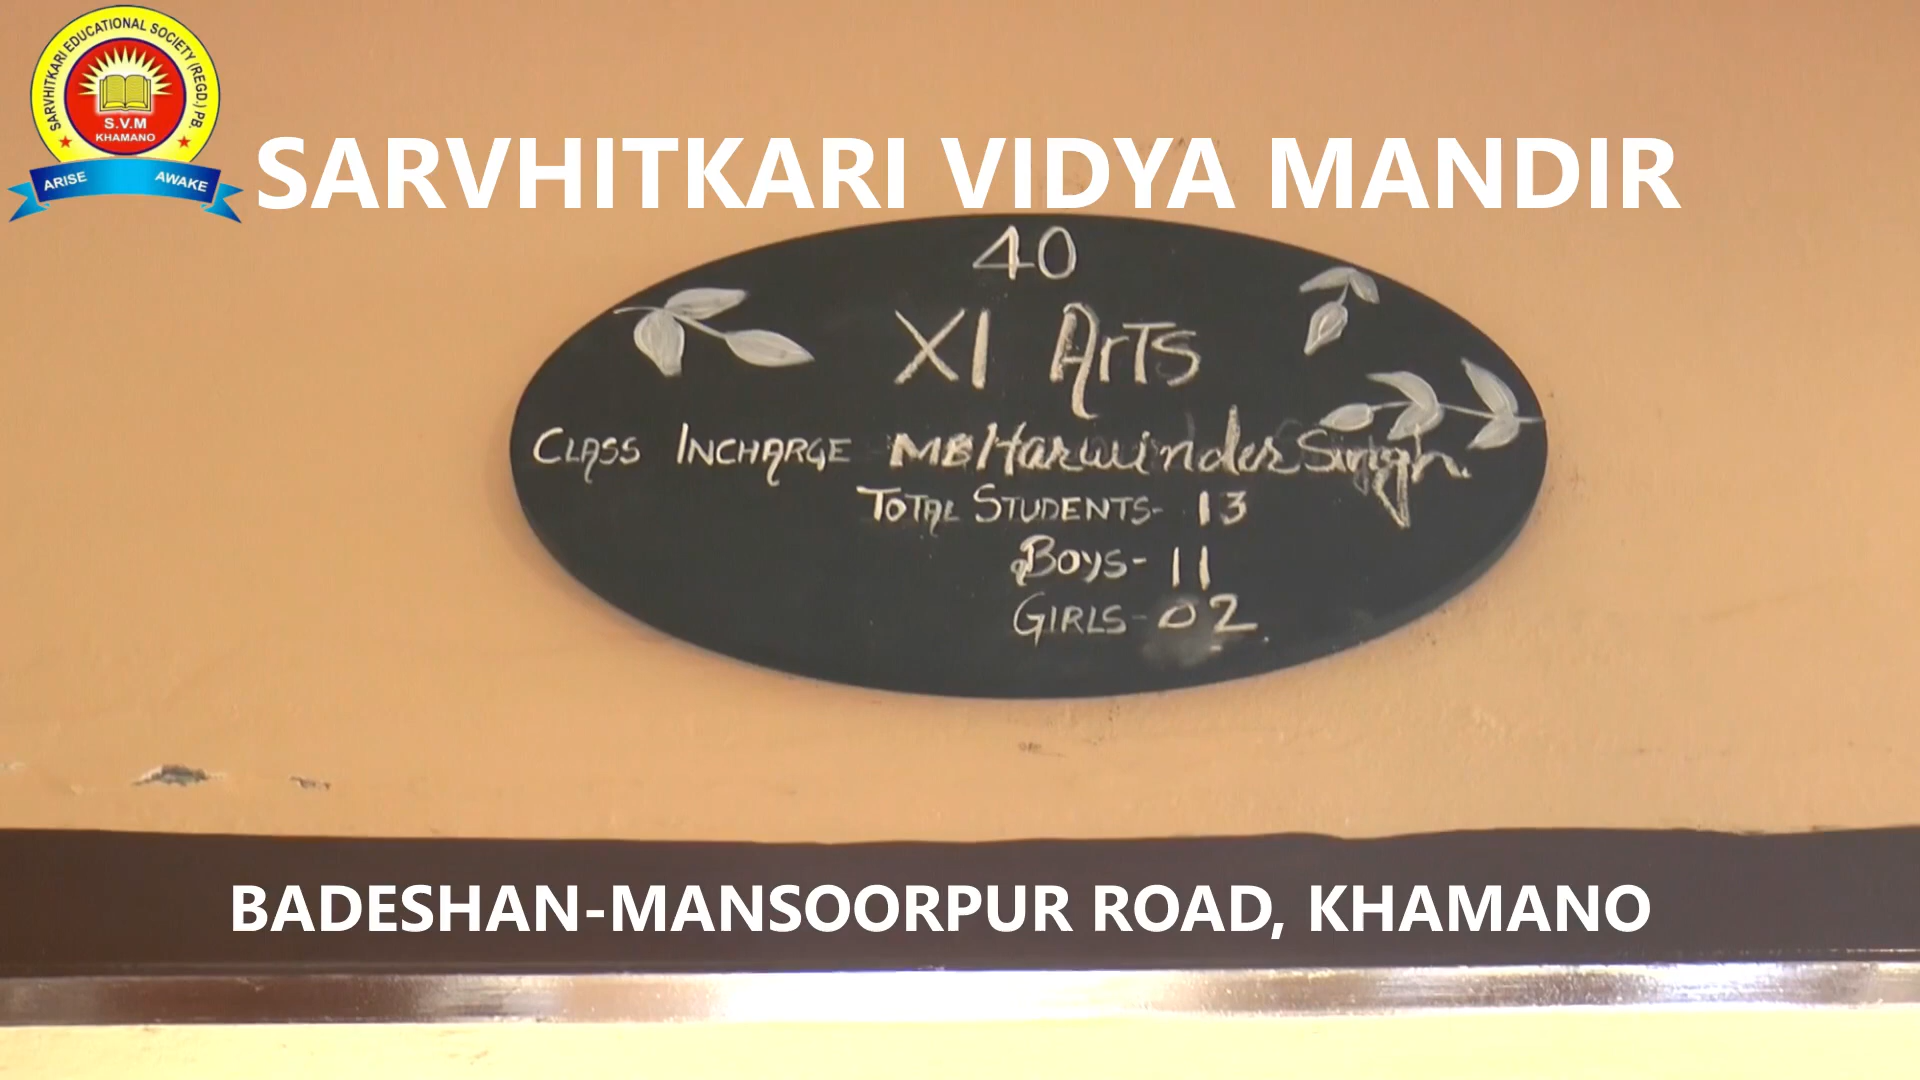 SARVHITKARI EDUCATIONAL SOCIETY (REGD.) PB.
S.V.M
KHAMANO
ARISE AWAKE
SARVHITKARI VIDYA MANDIR
40
XI ARTS
CLASS INCHARGE Harwinder Singh
TOTAL STUDENTS- 13
BOYS- 11
GIRLS- 02
BADESHAN-MANSOORPUR ROAD, KHAMANO